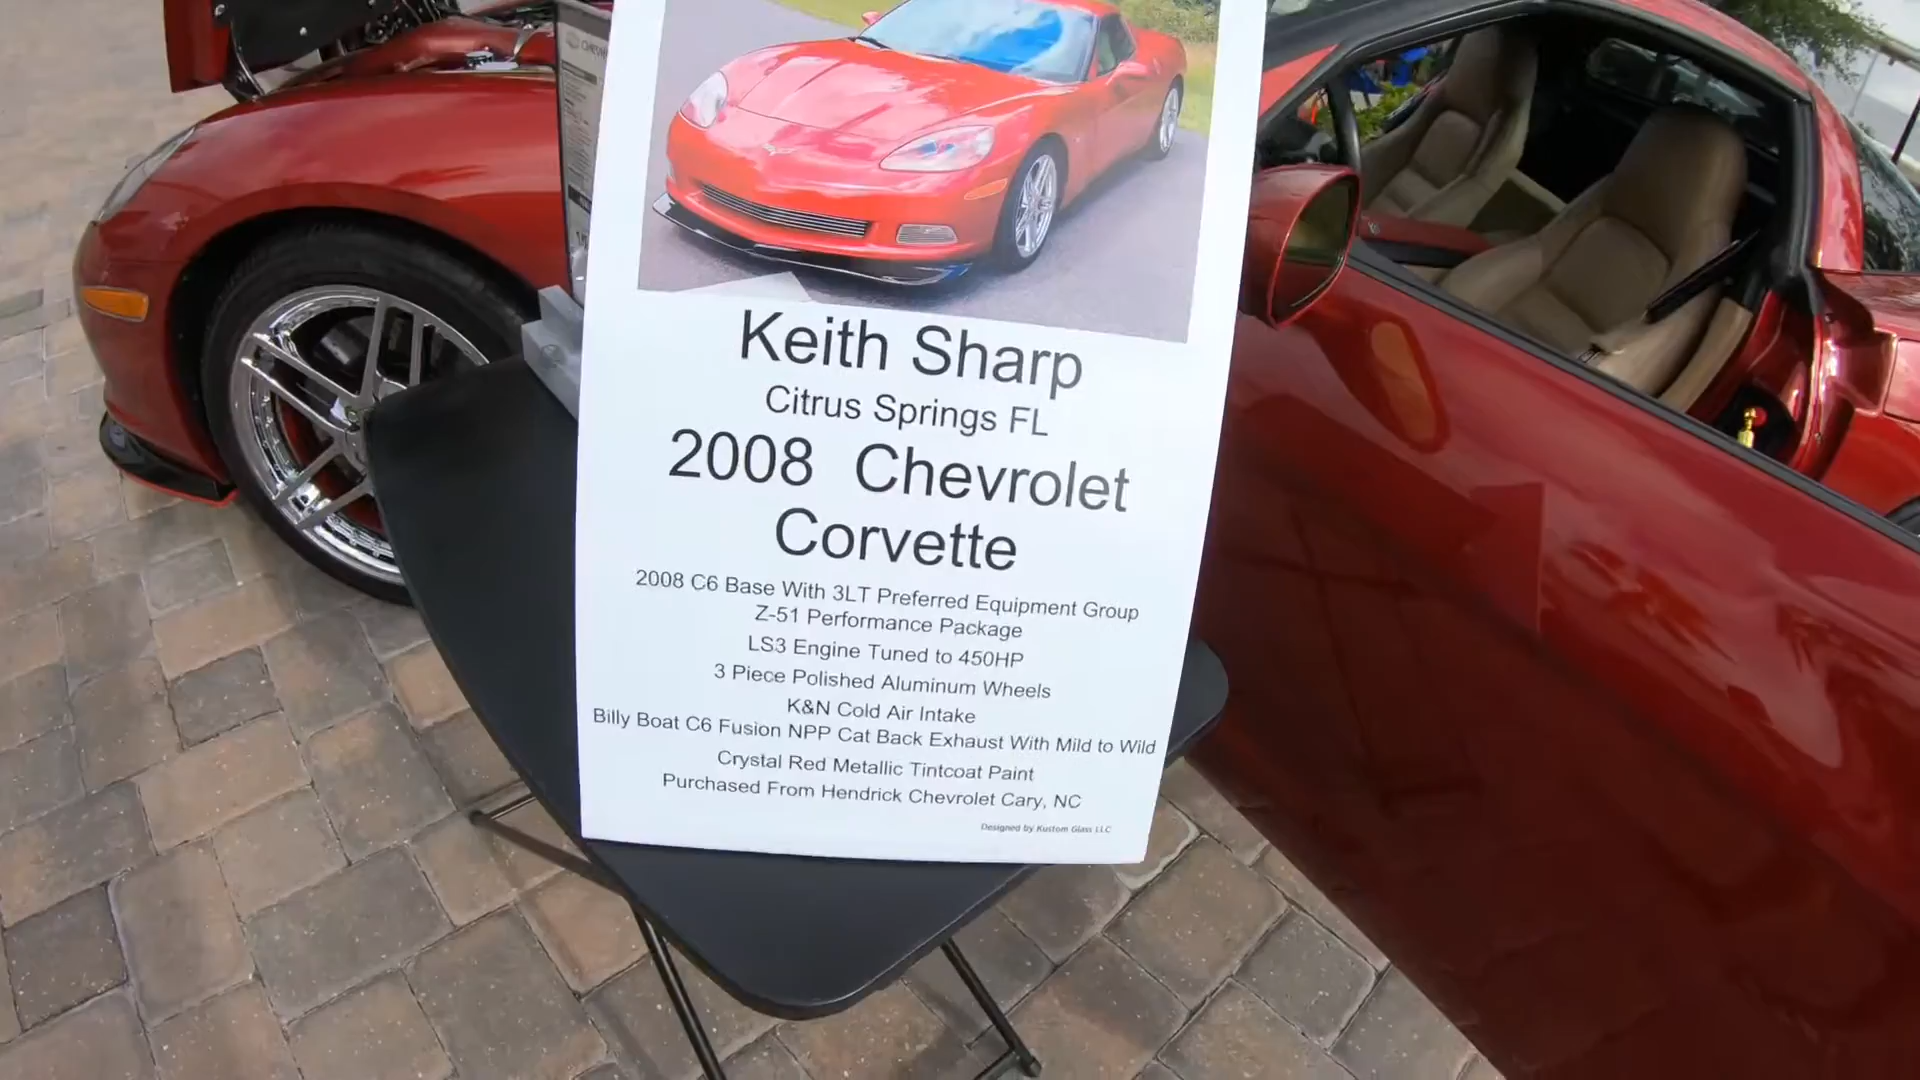 Keith Sharp
Citrus Springs FL
2008 Chevrolet
Corvette
2008 C6 Base With 3LT Preferred Equipment Group
Z-51 Performance Package
LS3 Engine Tuned to 450HP
3 Piece Polished Aluminum Wheels
K&N Cold Air Intake
Billy Boat C6 Fusion NPP Cat Back Exhaust With Mild to Wild
Crystal Red Metallic Tintcoat Paint
Purchased From Hendrick Chevrolet Cary, NC
Designed by Kustom Glass LLC